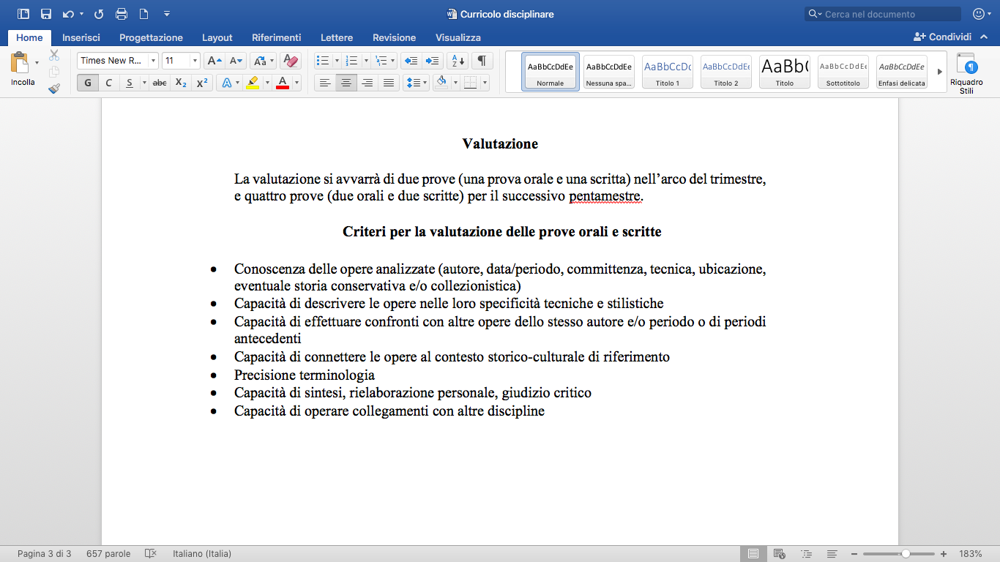 Curricolo disciplinare
Cerca nel documento
Home Inserisci Progettazione Layout Riferimenti Lettere Revisione Visualizza Condividi
Incolla
Times New R... 11
G C S abc X₂ X² A A
AaBbCcDdEe AaBbCcDdEe AaBbCcDc AaBbCcDdEe AaBb( AaBbCcDdEe AaBbCcDdEe
Normale Nessuna spa... Titolo 1 Titolo 2 Titolo Sottotitolo Enfasi delicata
Riquadro
Stili
Valutazione
La valutazione si avvarrà di due prove (una prova orale e una scritta) nell’arco del trimestre,
e quattro prove (due orali e due scritte) per il successivo pentamestre.
Criteri per la valutazione delle prove orali e scritte
• Conoscenza delle opere analizzate (autore, data/periodo, committenza, tecnica, ubicazione,
eventuale storia conservativa e/o collezionistica)
• Capacità di descrivere le opere nelle loro specificità tecniche e stilistiche
• Capacità di effettuare confronti con altre opere dello stesso autore e/o periodo o di periodi
antecedenti
• Capacità di connettere le opere al contesto storico-culturale di riferimento
• Precisione terminologia
• Capacità di sintesi, rielaborazione personale, giudizio critico
• Capacità di operare collegamenti con altre discipline
Pagina 3 di 3 657 parole Italiano (Italia) 183%